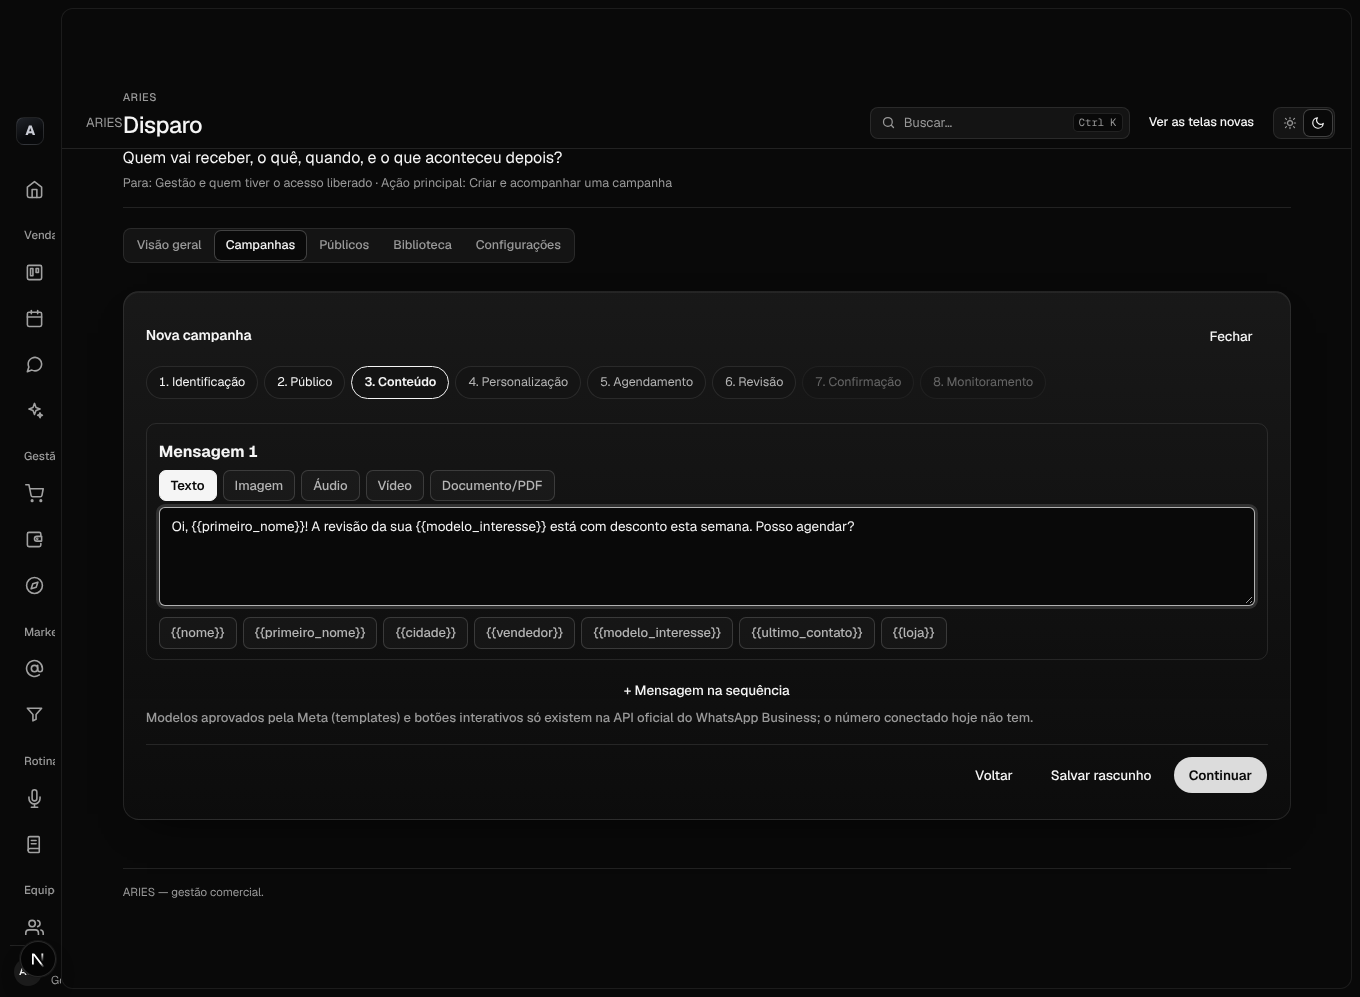 ARIES
ARIES
Disparo
Buscar...
Ctrl K
Ver as telas novas
Quem vai receber, o quê, quando, e o que aconteceu depois?
Para: Gestão e quem tiver o acesso liberado · Ação principal: Criar e acompanhar uma campanha
Visão geral
Campanhas
Públicos
Biblioteca
Configurações
A
Venda
Gestã
Marke
Rotina
Equip
N
A
Ge
Nova campanha
Fechar
1. Identificação
2. Público
3. Conteúdo
4. Personalização
5. Agendamento
6. Revisão
7. Confirmação
8. Monitoramento
Mensagem 1
Texto
Imagem
Áudio
Vídeo
Documento/PDF
Oi, {{primeiro_nome}}! A revisão da sua {{modelo_interesse}} está com desconto esta semana. Posso agendar?
{{nome}}
{{primeiro_nome}}
{{cidade}}
{{vendedor}}
{{modelo_interesse}}
{{ultimo_contato}}
{{loja}}
+ Mensagem na sequência
Modelos aprovados pela Meta (templates) e botões interativos só existem na API oficial do WhatsApp Business; o número conectado hoje não tem.
Voltar
Salvar rascunho
Continuar
ARIES — gestão comercial.